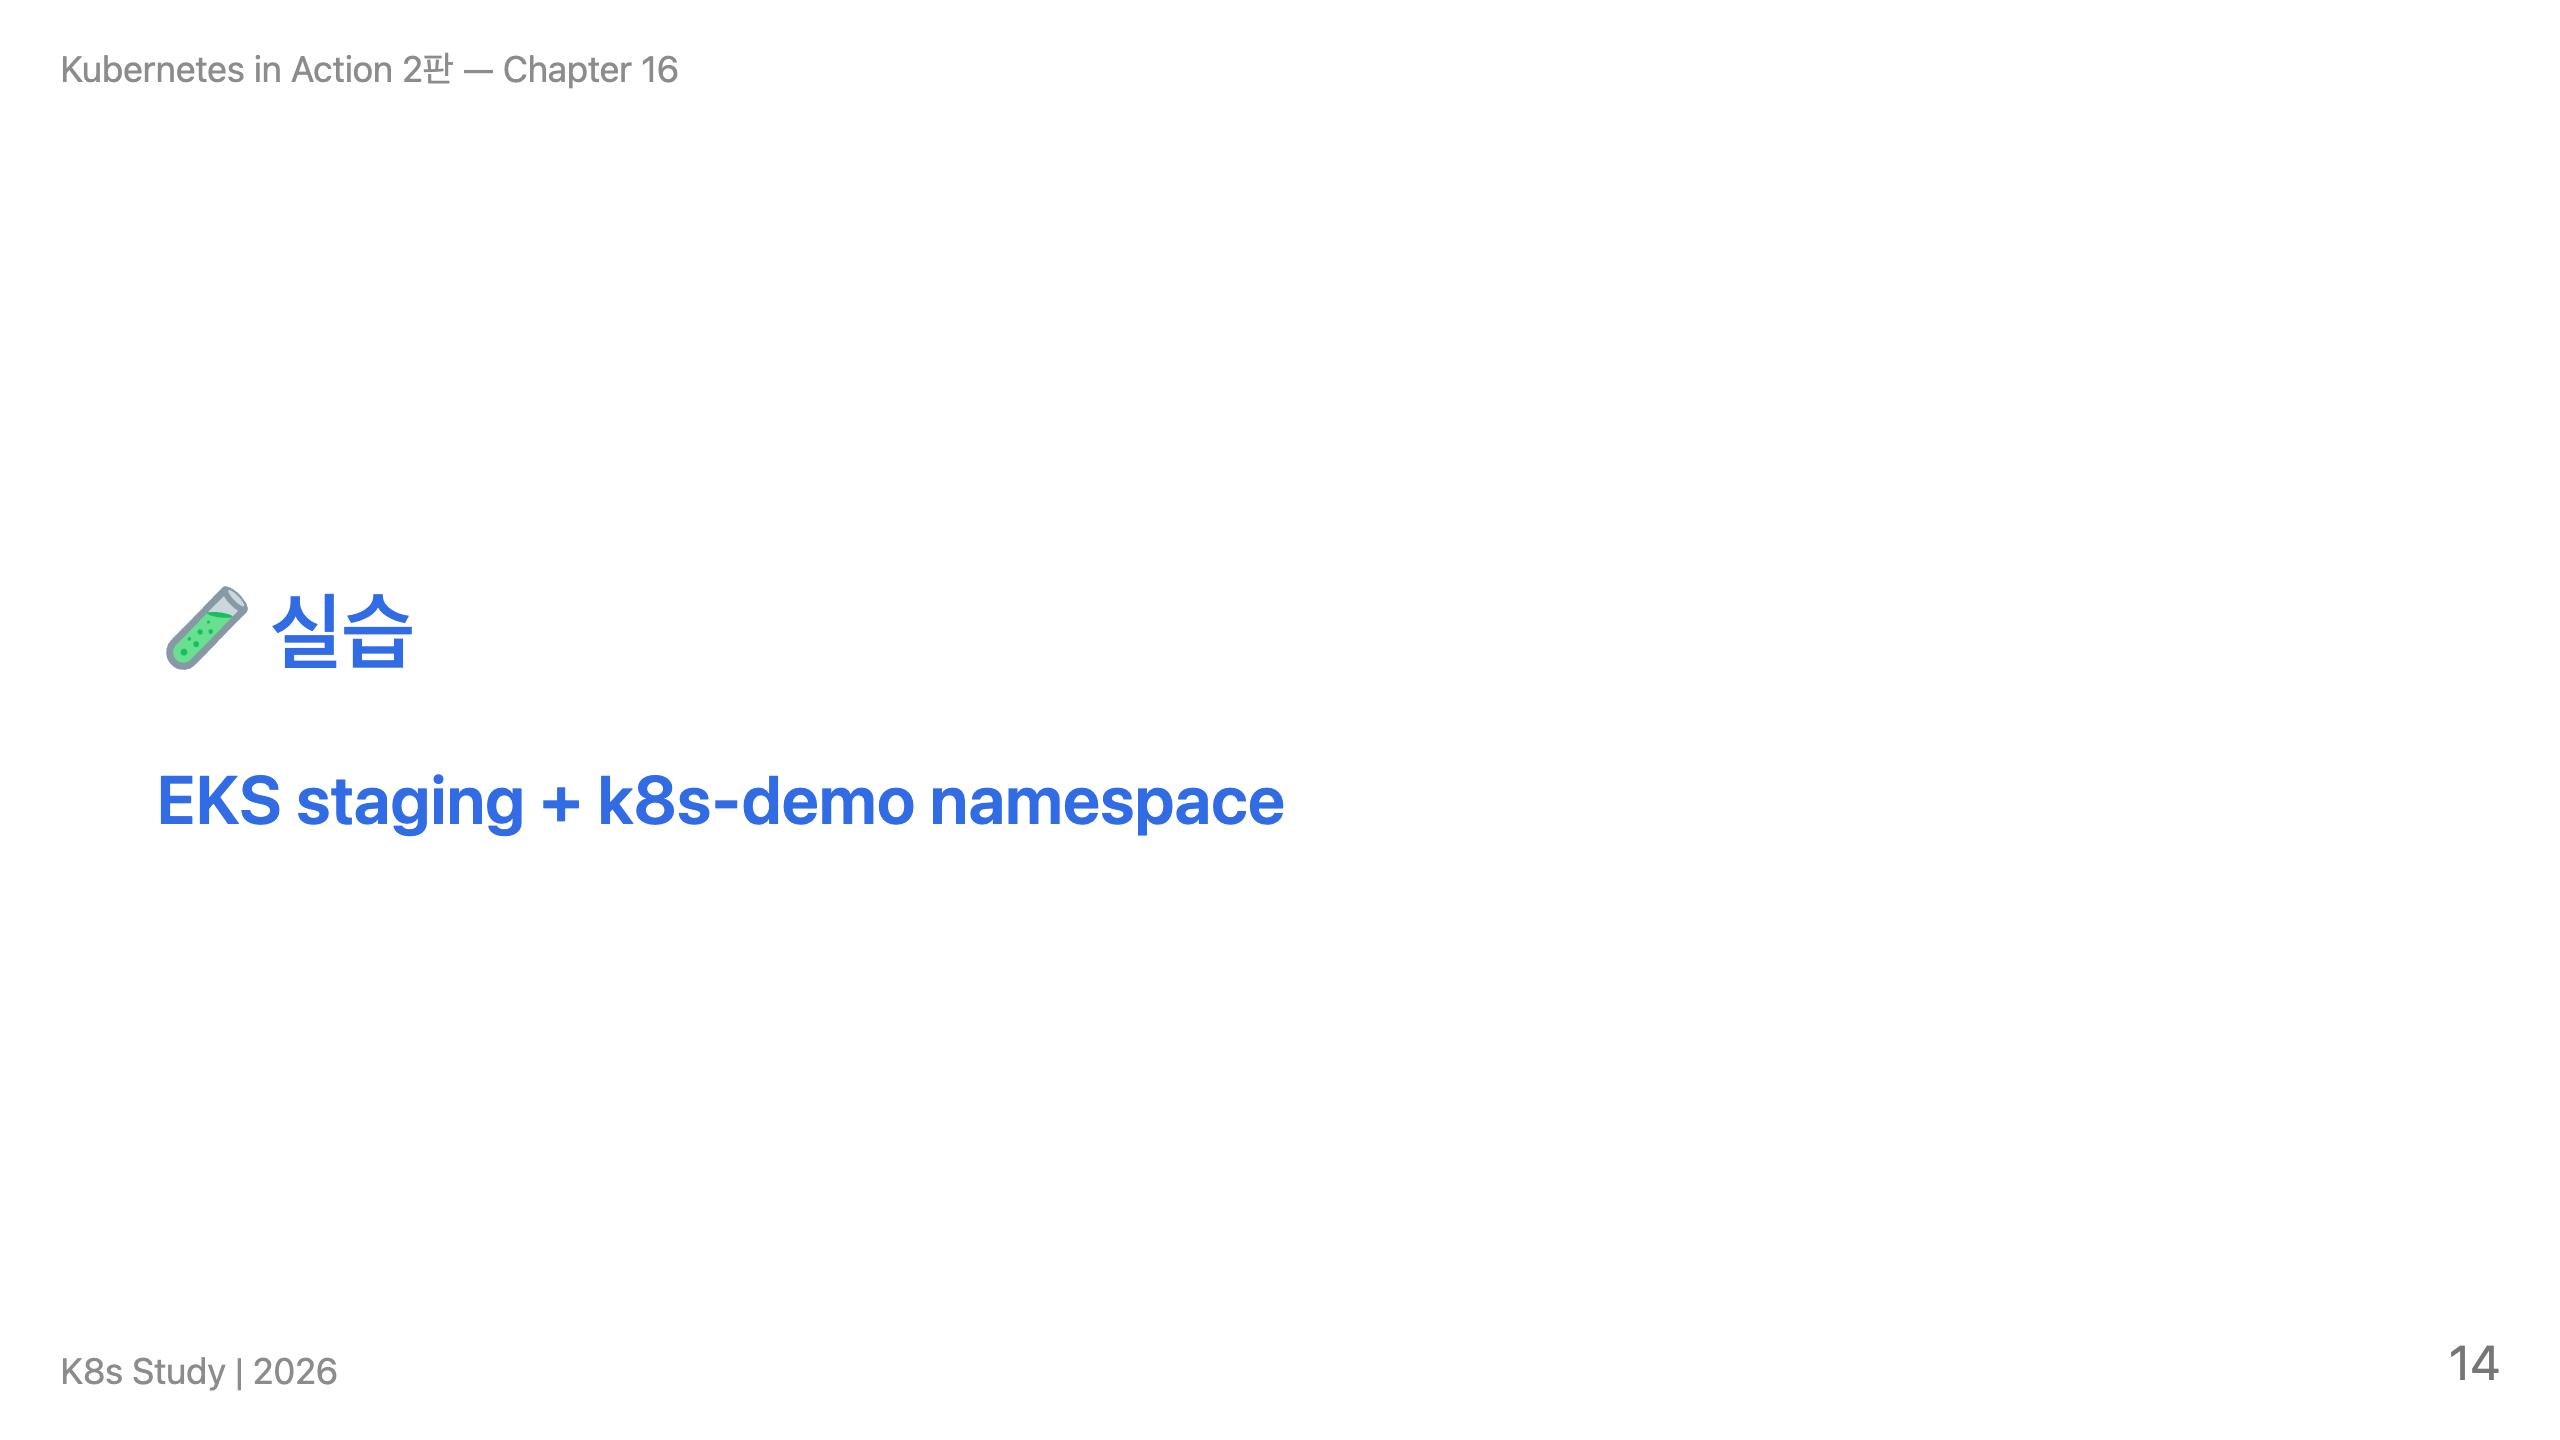 Kubernetes in Action 2판 — Chapter 16
🧪 실습
EKS staging + k8s-demo namespace
K8s Study | 2026
14